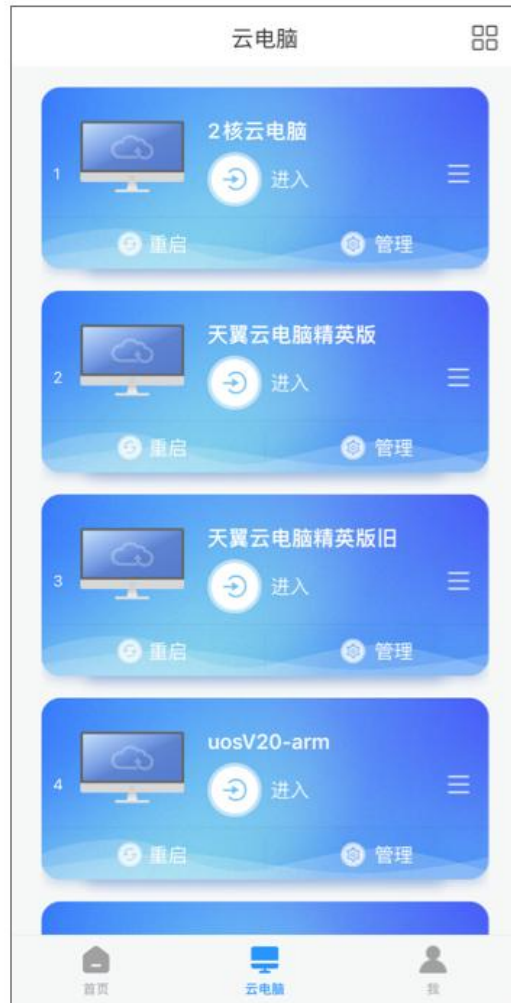 云电脑
2核云电脑
1
进入
重启
管理
天翼云电脑精英版
2
进入
重启
管理
天翼云电脑精英版旧
3
进入
重启
管理
uosV20-arm
4
进入
重启
管理
首页
云电脑
我